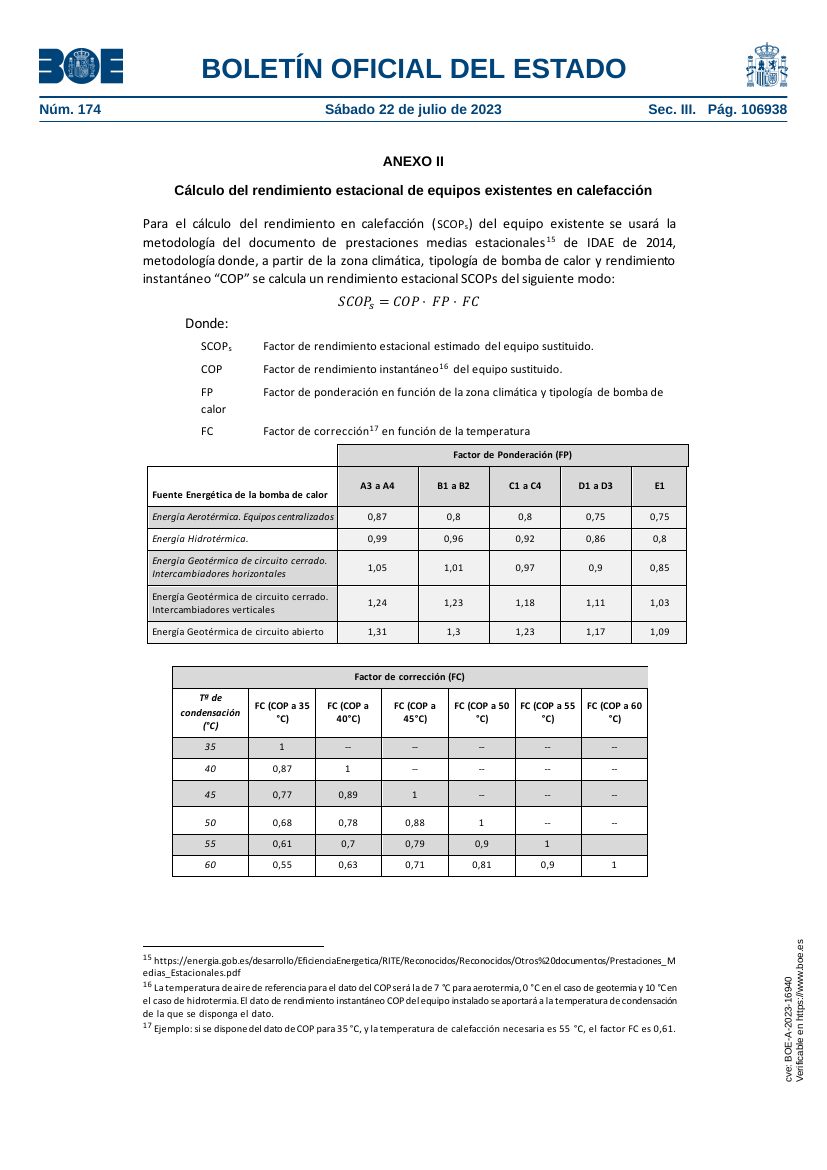 BOE
BOLETÍN OFICIAL DEL ESTADO
Núm. 174 Sábado 22 de julio de 2023 Sec. III. Pág. 106938
ANEXO II
Cálculo del rendimiento estacional de equipos existentes en calefacción
Para el cálculo del rendimiento en calefacción (SCOPs) del equipo existente se usará la
metodología del documento de prestaciones medias estacionales15 de IDAE de 2014,
metodología donde, a partir de la zona climática, tipología de bomba de calor y rendimiento
instantáneo “COP” se calcula un rendimiento estacional SCOPs del siguiente modo:
SCOPs = COP · FP · FC
Donde:
SCOPs Factor de rendimiento estacional estimado del equipo sustituido.
COP Factor de rendimiento instantáneo16 del equipo sustituido.
FP Factor de ponderación en función de la zona climática y tipología de bomba de
calor
FC Factor de corrección17 en función de la temperatura
Factor de Ponderación (FP)
Fuente Energética de la bomba de calor A3 a A4 B1 a B2 C1 a C4 D1 a D3 E1
Energía Aerotérmica. Equipos centralizados 0,87 0,8 0,8 0,75 0,75
Energía Hidrotérmica. 0,99 0,96 0,92 0,86 0,8
Energía Geotérmica de circuito cerrado.
Intercambiadores horizontales 1,05 1,01 0,97 0,9 0,85
Energía Geotérmica de circuito cerrado.
Intercambiadores verticales 1,24 1,23 1,18 1,11 1,03
Energía Geotérmica de circuito abierto 1,31 1,3 1,23 1,17 1,09
Factor de corrección (FC)
Tª de
condensación
(°C)
FC (COP a 35
°C)
FC (COP a
40°C)
FC (COP a
45°C)
FC (COP a 50
°C)
FC (COP a 55
°C)
FC (COP a 60
°C)
35 1 -- -- -- -- --
40 0,87 1 -- -- -- --
45 0,77 0,89 1 -- -- --
50 0,68 0,78 0,88 1 -- --
55 0,61 0,7 0,79 0,9 1
60 0,55 0,63 0,71 0,81 0,9 1
15 https://energia.gob.es/desarrollo/EficienciaEnergetica/RITE/Reconocidos/Reconocidos/Otros%20documentos/Prestaciones_M
edias_Estacionales.pdf
16 La temperatura de aire de referencia para el dato del COP será la de 7 °C para aerotermia, 0 °C en el caso de geotermia y 10 °C en
el caso de hidrotermia. El dato de rendimiento instantáneo COP del equipo instalado se aportará a la temperatura de condensación
de la que se disponga el dato.
17 Ejemplo: si se dispone del dato de COP para 35 °C, y la temperatura de calefacción necesaria es 55 °C, el factor FC es 0,61.
cve: BOE-A-2023-16940
Verificable en https://www.boe.es